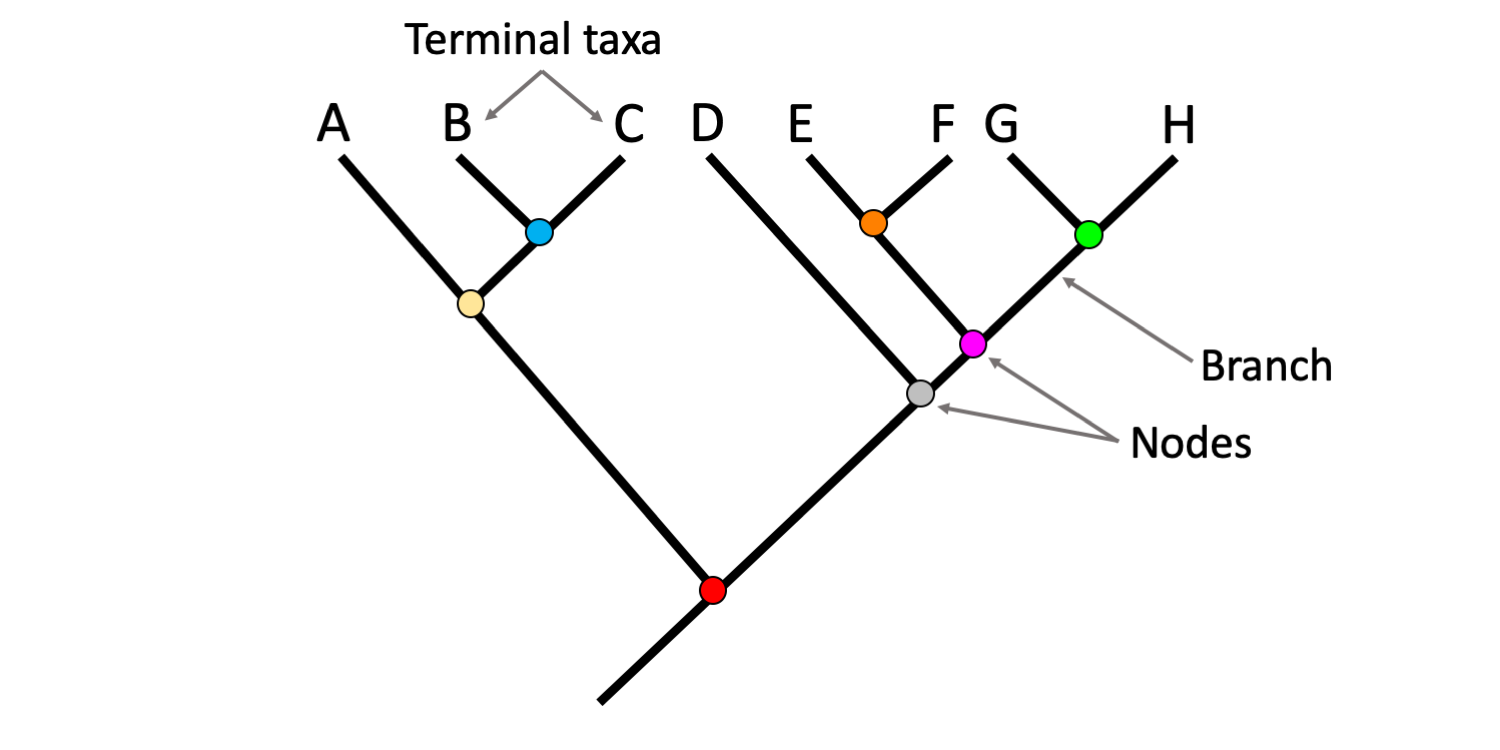 Terminal taxa
A B C D E F G H
Branch
Nodes